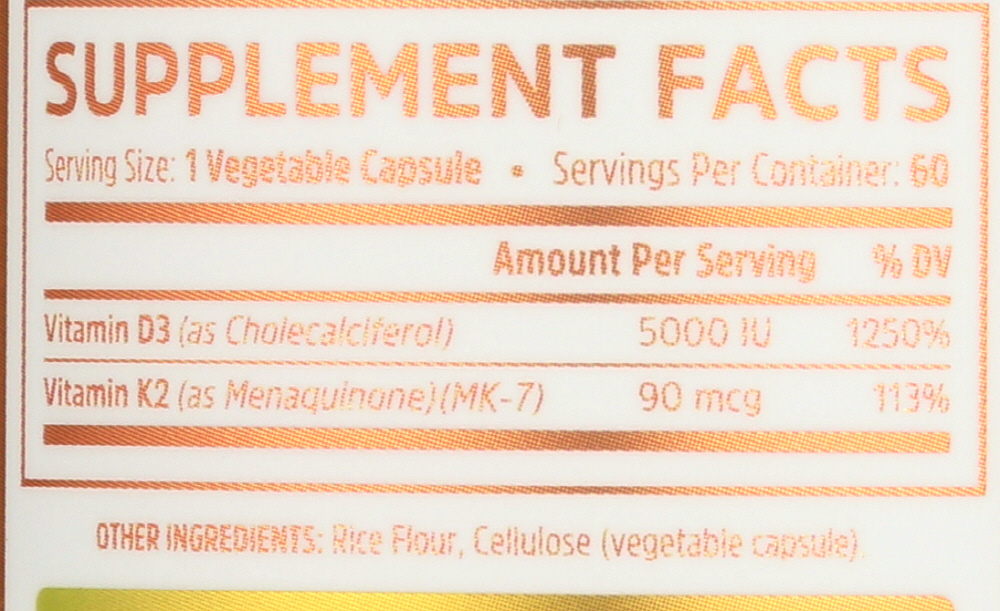 SUPPLEMENT FACTS
Serving Size: 1 Vegetable Capsule • Servings Per Container: 60
Amount Per Serving % DV
Vitamin D3 (as Cholecalciferol) 5000 IU 1250%
Vitamin K2 (as Menaquinone)(MK-7) 90 mcg 113%
OTHER INGREDIENTS: Rice Flour, Cellulose (vegetable capsule).